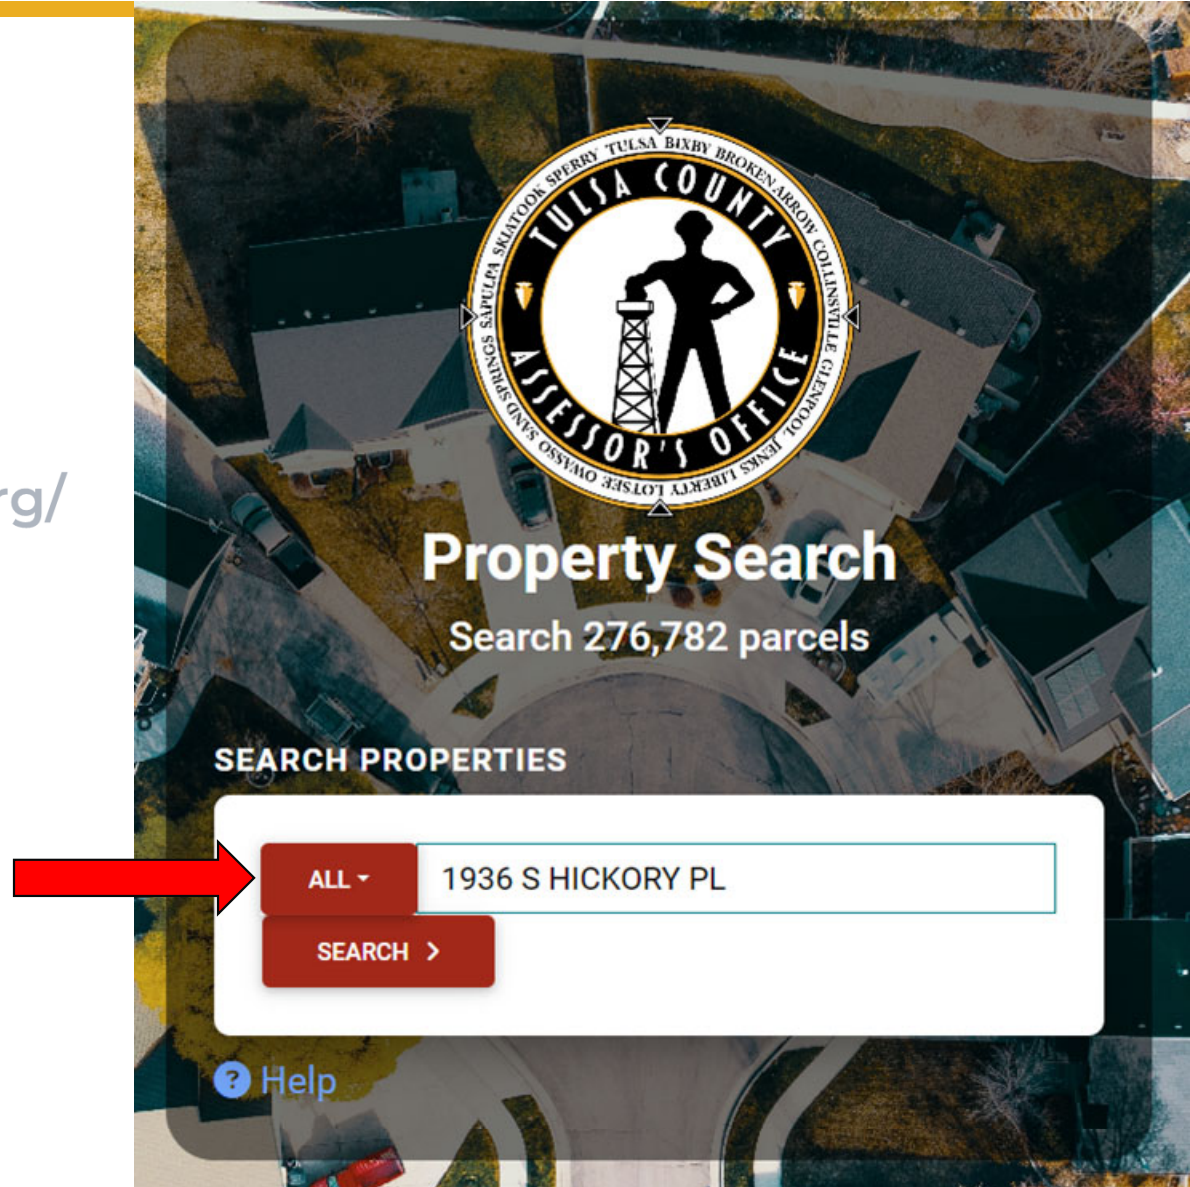 SAND SPRINGS SAPULPA SKIATOOK SPERRY TULSA BIXBY BROKEN ARROW COLLINSVILLE GLENPOOL JENKS LIBERTY LOTSEE OWASSO
TULSA COUNTY
ASSESSOR'S OFFICE
rg/
Property Search
Search 276,782 parcels
SEARCH PROPERTIES
ALL
1936 S HICKORY PL
SEARCH >
? Help